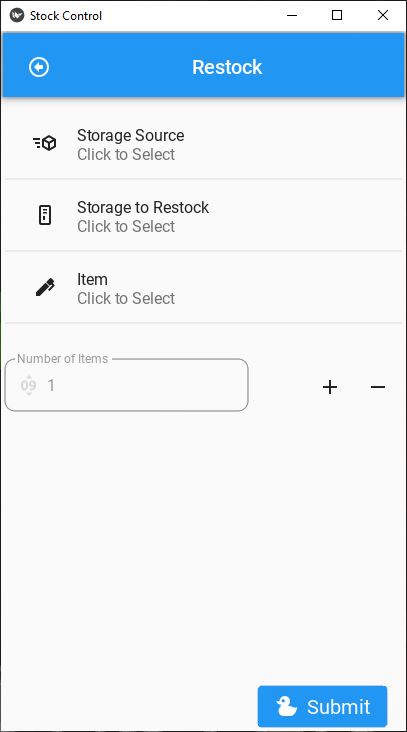 Stock Control
Restock
Storage Source
Click to Select
Storage to Restock
Click to Select
Item
Click to Select
Number of Items
09 1
Submit